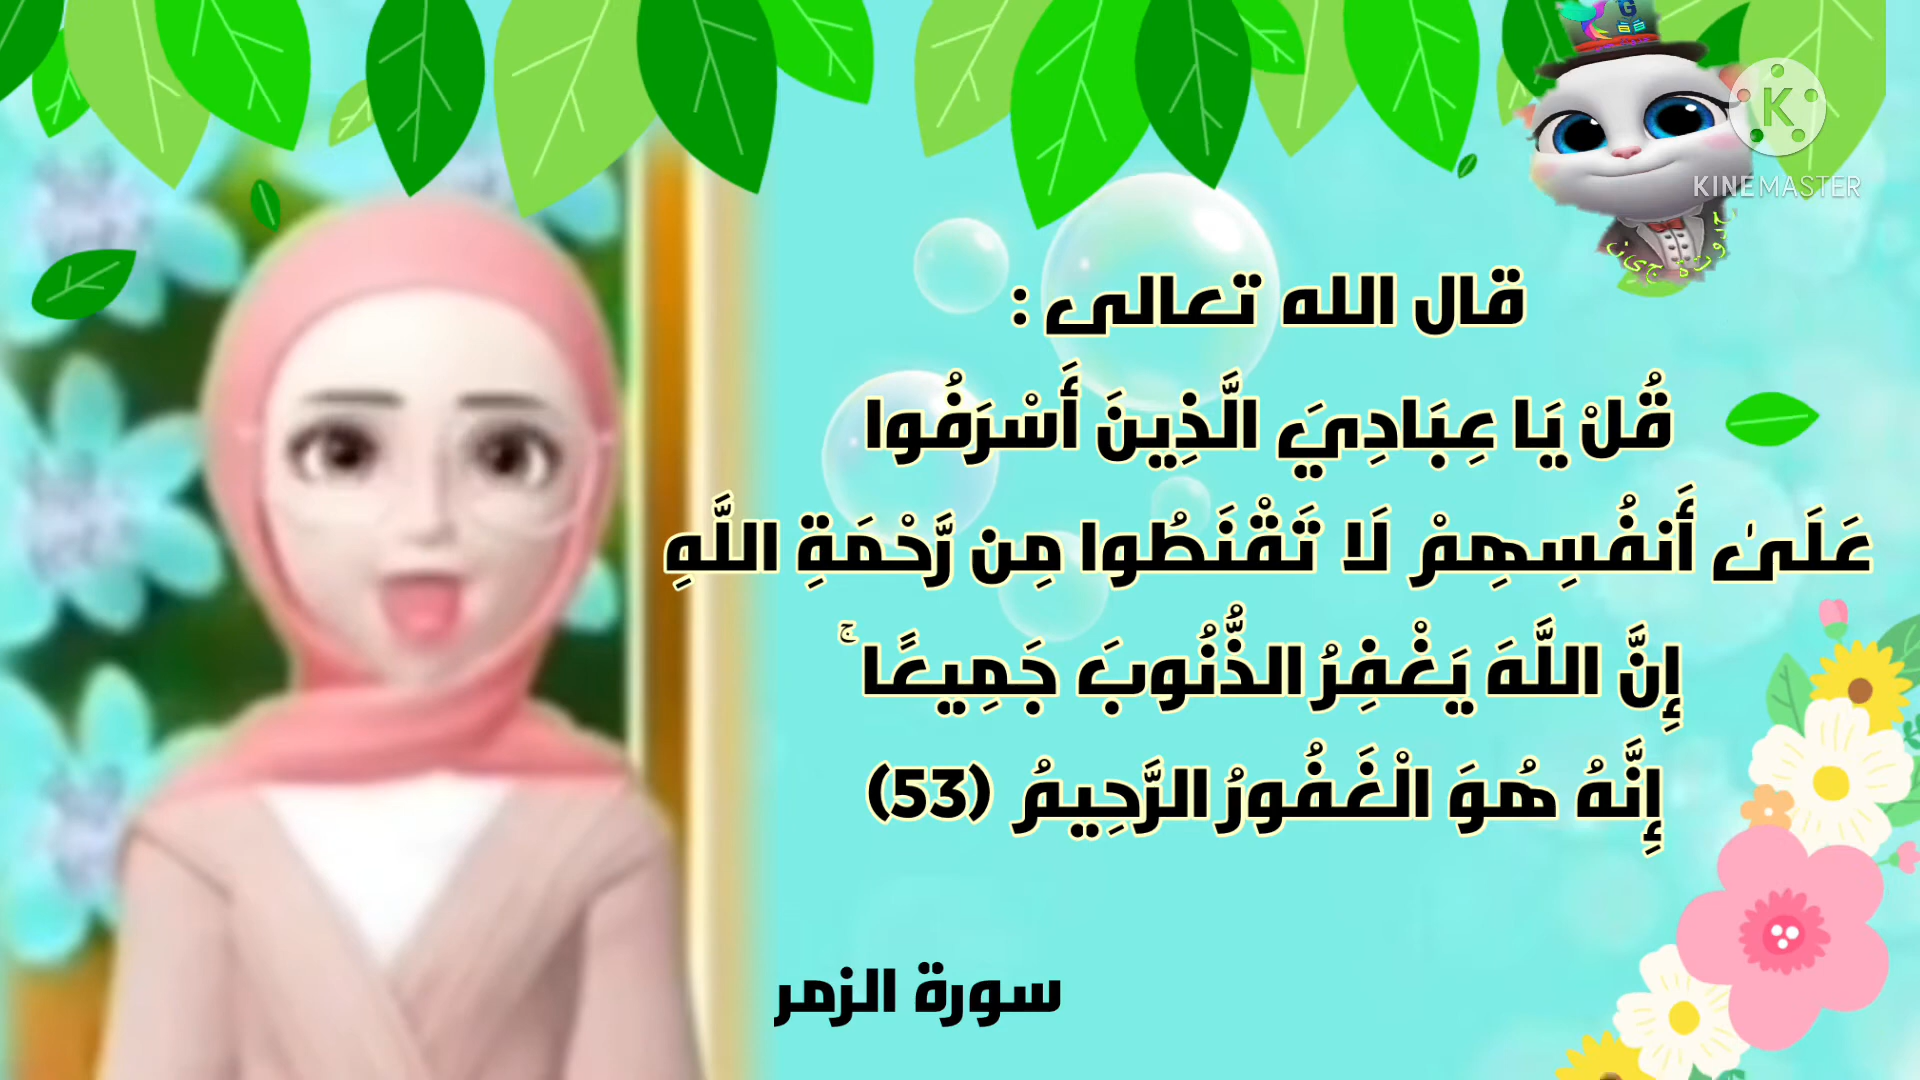 قال الله تعالى :
قُلْ يَا عِبَادِيَ الَّذِينَ أَسْرَفُوا
عَلَىٰ أَنفُسِهِمْ لَا تَقْنَطُوا مِن رَّحْمَةِ اللَّهِ
إِنَّ اللَّهَ يَغْفِرُ الذُّنُوبَ جَمِيعًا ۚ
إِنَّهُ هُوَ الْغَفُورُ الرَّحِيمُ (53)
سورة الزمر
K
KINEMASTER
G